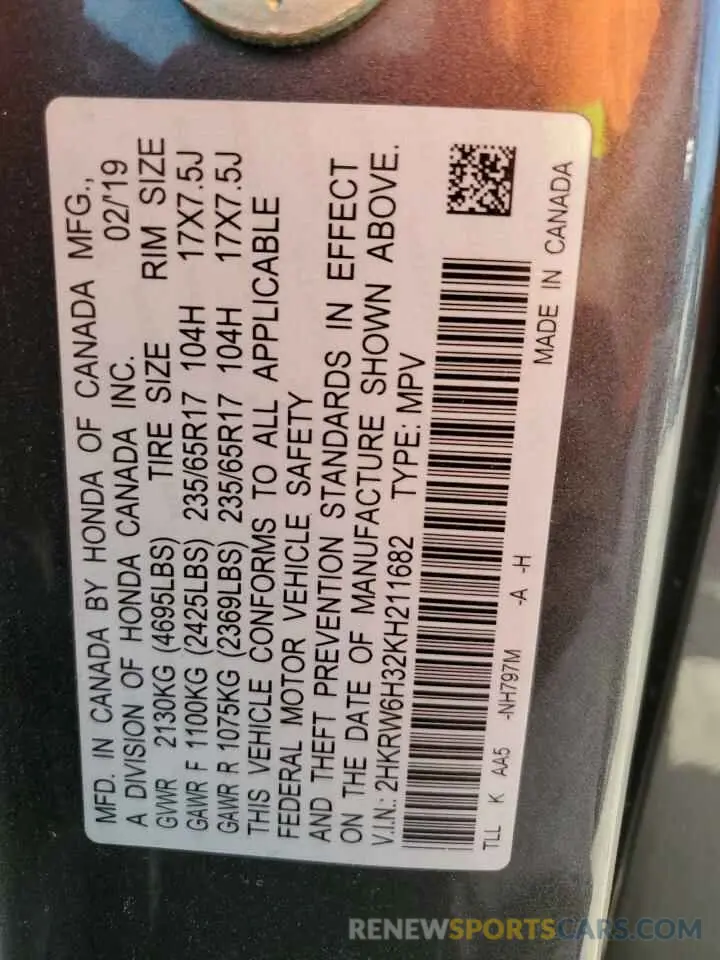 MFD. IN CANADA BY HONDA OF CANADA MFG.,
A DIVISION OF HONDA CANADA INC. 02/'19
GVWR 2130KG (4695LBS) TIRE SIZE RIM SIZE
GAWR F 1100KG (2425LBS) 235/65R17 104H 17X7.5J
GAWR R 1075KG (2369LBS) 235/65R17 104H 17X7.5J
THIS VEHICLE CONFORMS TO ALL APPLICABLE
FEDERAL MOTOR VEHICLE SAFETY
AND THEFT PREVENTION STANDARDS IN EFFECT
ON THE DATE OF MANUFACTURE SHOWN ABOVE.
V.I.N.: 2HKRW6H32KH211682 TYPE: MPV
TLL K AA5 -NH797M -A -H
MADE IN CANADA
RENEWSPORTSCARS.COM